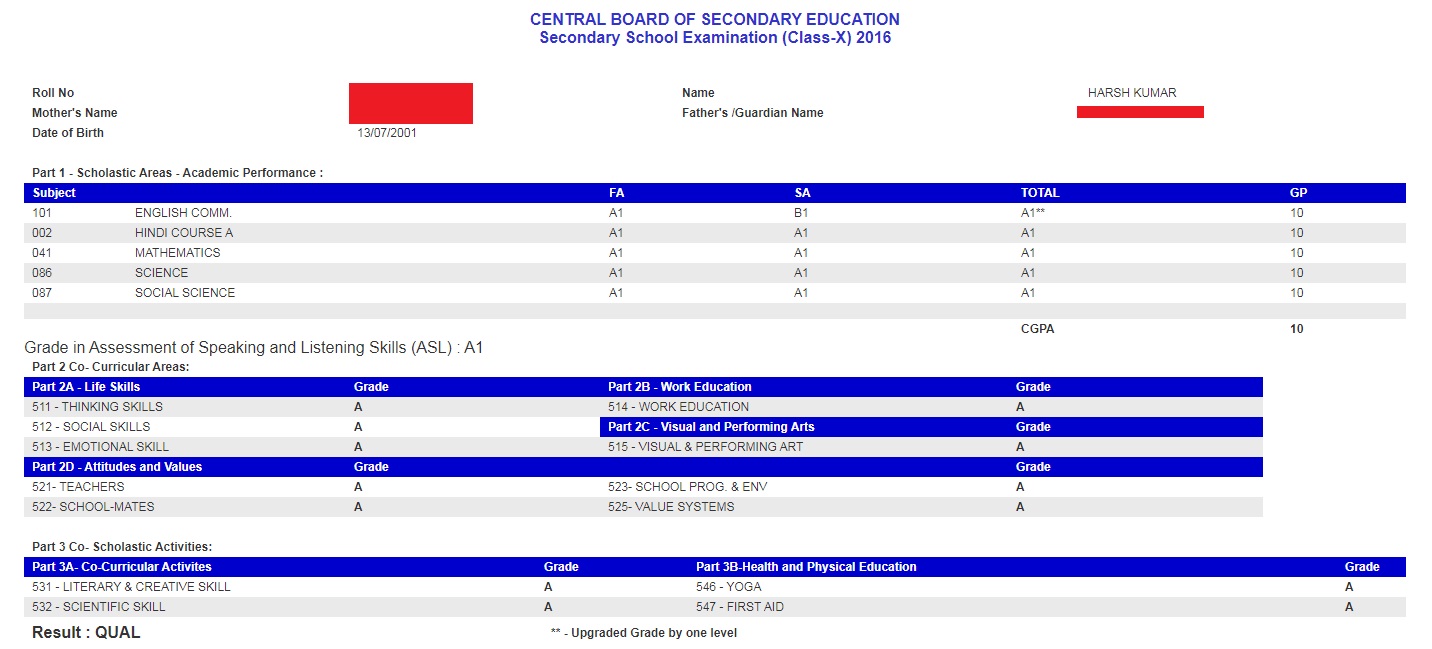 CENTRAL BOARD OF SECONDARY EDUCATION
Secondary School Examination (Class-X) 2016
Roll No Name HARSH KUMAR
Mother's Name Father's /Guardian Name
Date of Birth 13/07/2001
Part 1 - Scholastic Areas - Academic Performance :
Subject FA SA TOTAL GP
101 ENGLISH COMM. A1 B1 A1** 10
002 HINDI COURSE A A1 A1 A1 10
041 MATHEMATICS A1 A1 A1 10
086 SCIENCE A1 A1 A1 10
087 SOCIAL SCIENCE A1 A1 A1 10
CGPA 10
Grade in Assessment of Speaking and Listening Skills (ASL) : A1
Part 2 Co- Curricular Areas:
Part 2A - Life Skills Grade Part 2B - Work Education Grade
511 - THINKING SKILLS A 514 - WORK EDUCATION A
512 - SOCIAL SKILLS A Part 2C - Visual and Performing Arts Grade
513 - EMOTIONAL SKILL A 515 - VISUAL & PERFORMING ART A
Part 2D - Attitudes and Values Grade Grade
521- TEACHERS A 523- SCHOOL PROG. & ENV A
522- SCHOOL-MATES A 525- VALUE SYSTEMS A
Part 3 Co- Scholastic Activities:
Part 3A- Co-Curricular Activites Grade Part 3B-Health and Physical Education Grade
531 - LITERARY & CREATIVE SKILL A 546 - YOGA A
532 - SCIENTIFIC SKILL A 547 - FIRST AID A
Result : QUAL ** - Upgraded Grade by one level